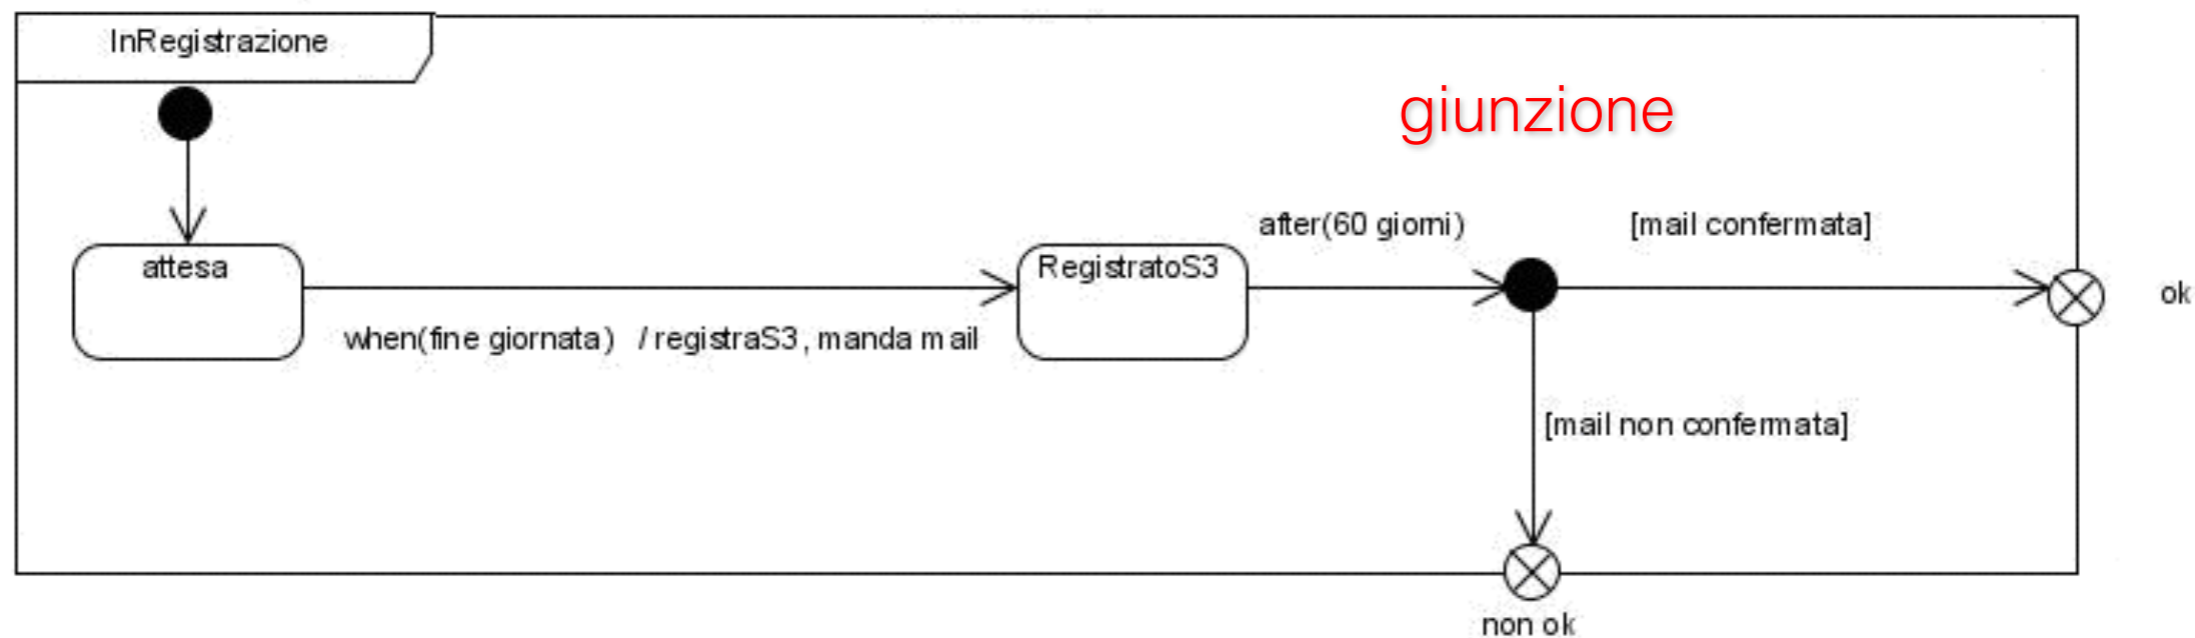 InRegistrazione
giunzione
after(60 giorni)
[mail confermata]
attesa
RegistratoS3
ok
when(fine giornata) / registraS3, manda mail
[mail non confermata]
non ok